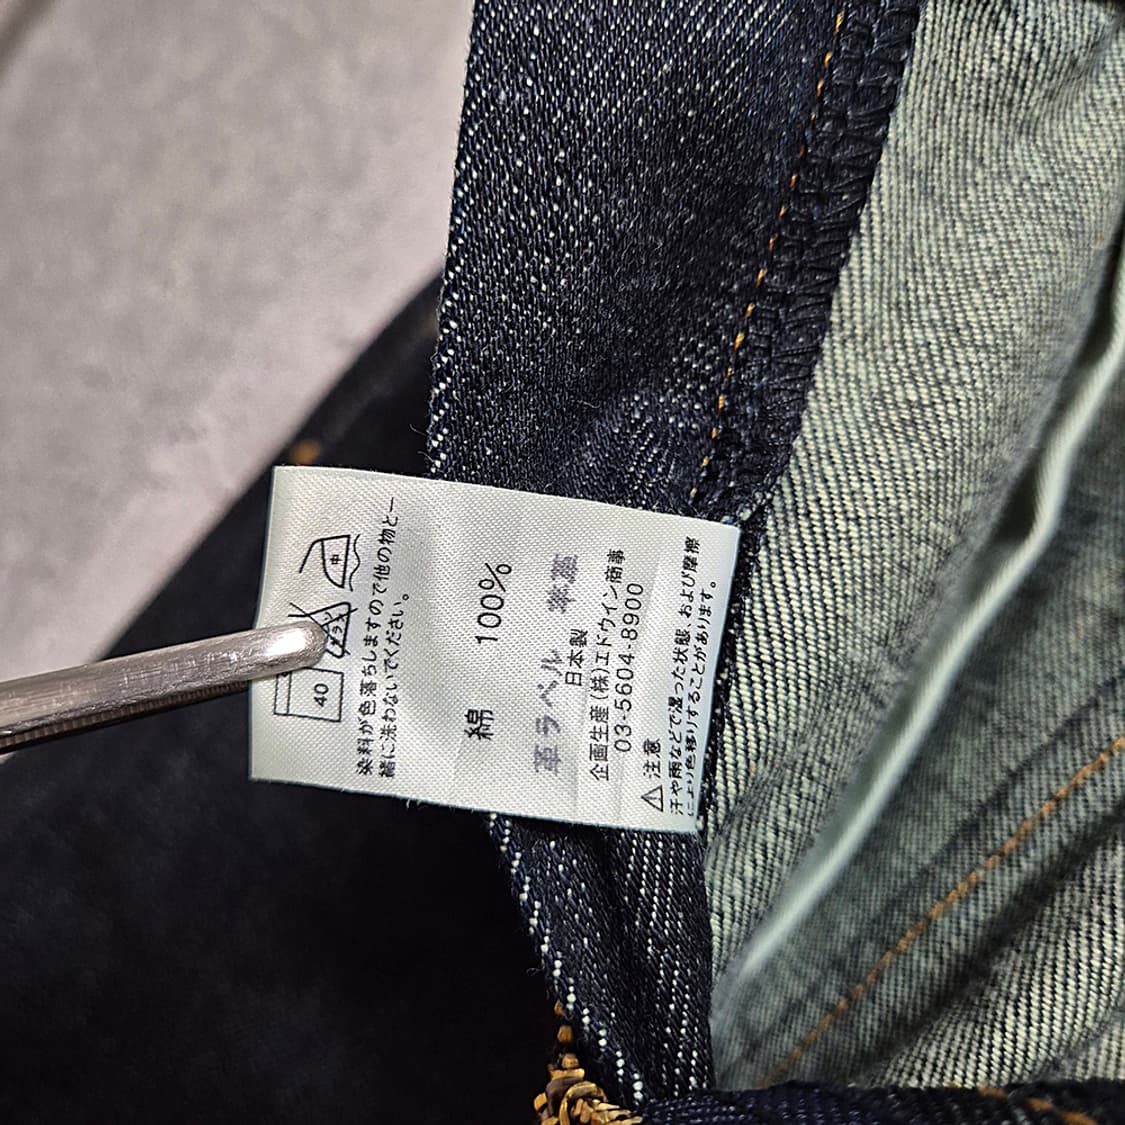 40
中
染料が色落ちしますので他の物と一
緒に洗わないでください。
綿 100%
革ラベル 牛革
日本製
企画生産(株)エドウイン商事
03-5604-8900
⚠ 注意
汗や雨などで湿った状態、および摩擦
により色移りすることがあります。